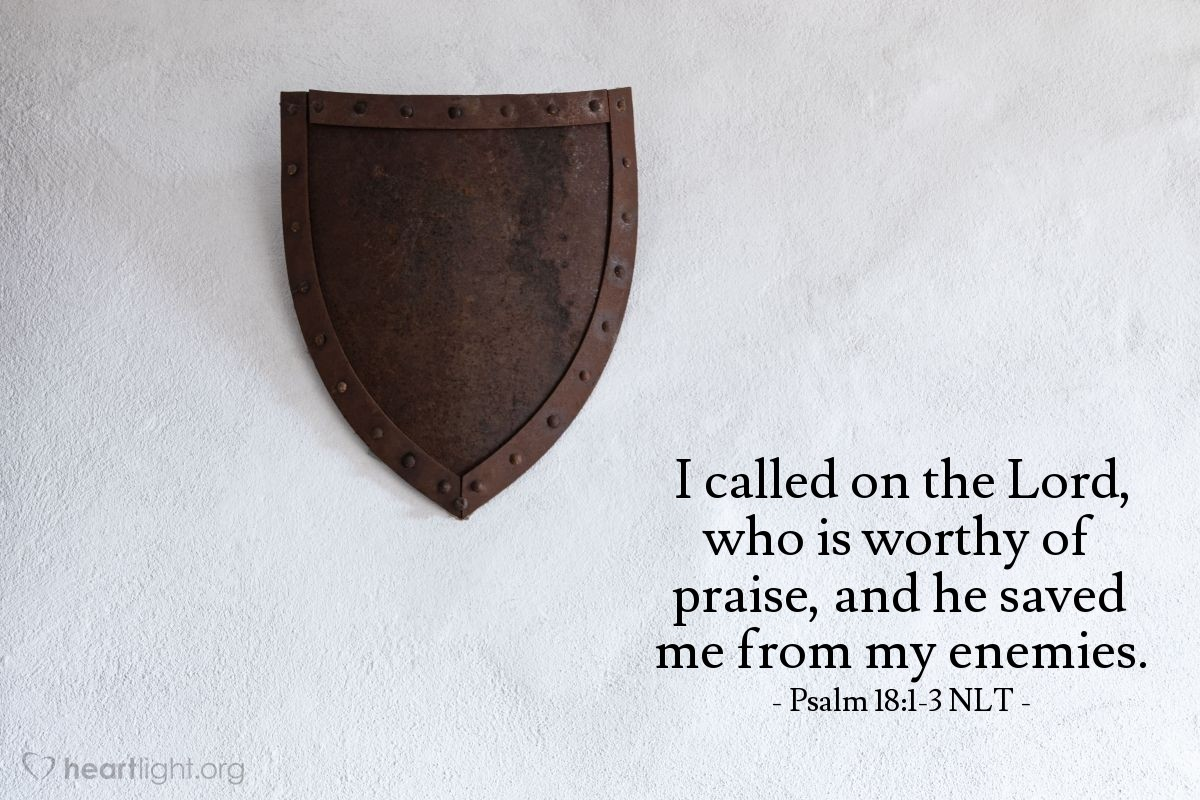 I called on the Lord,
who is worthy of
praise, and he saved
me from my enemies.
- Psalm 18:1-3 NLT -
heartlight.org